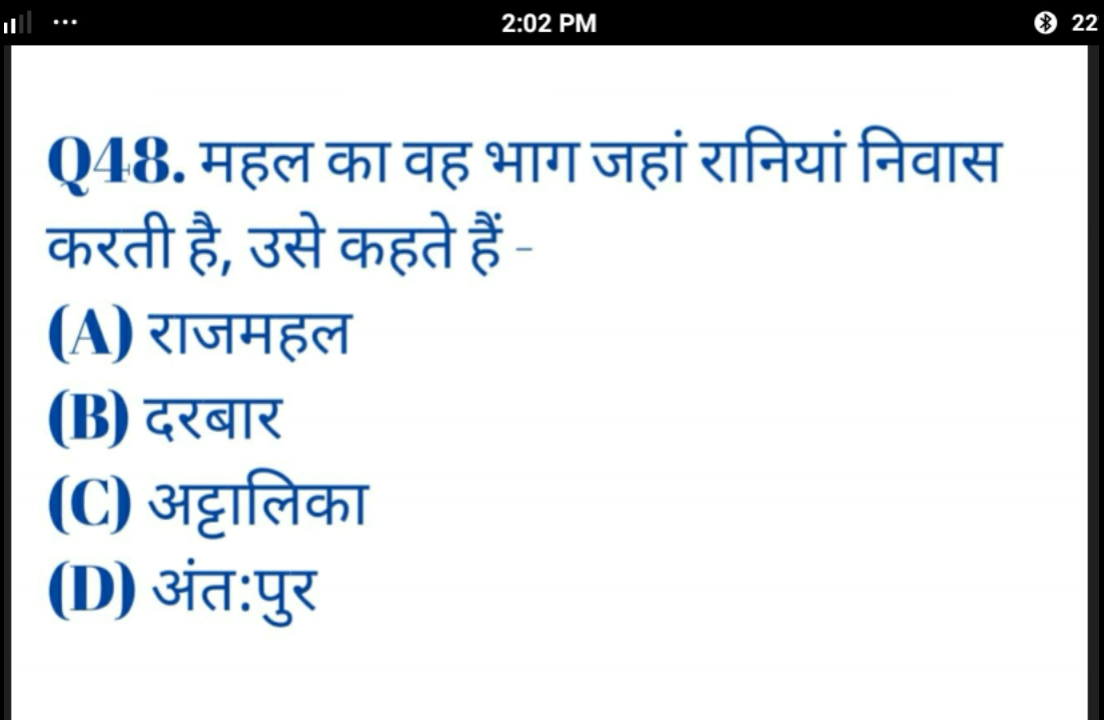 2:02 PM 22
Q48. महल का वह भाग जहां रानियां निवास
करती है, उसे कहते हैं -
(A) राजमहल
(B) दरबार
(C) अट्टालिका
(D) अंत:पुर